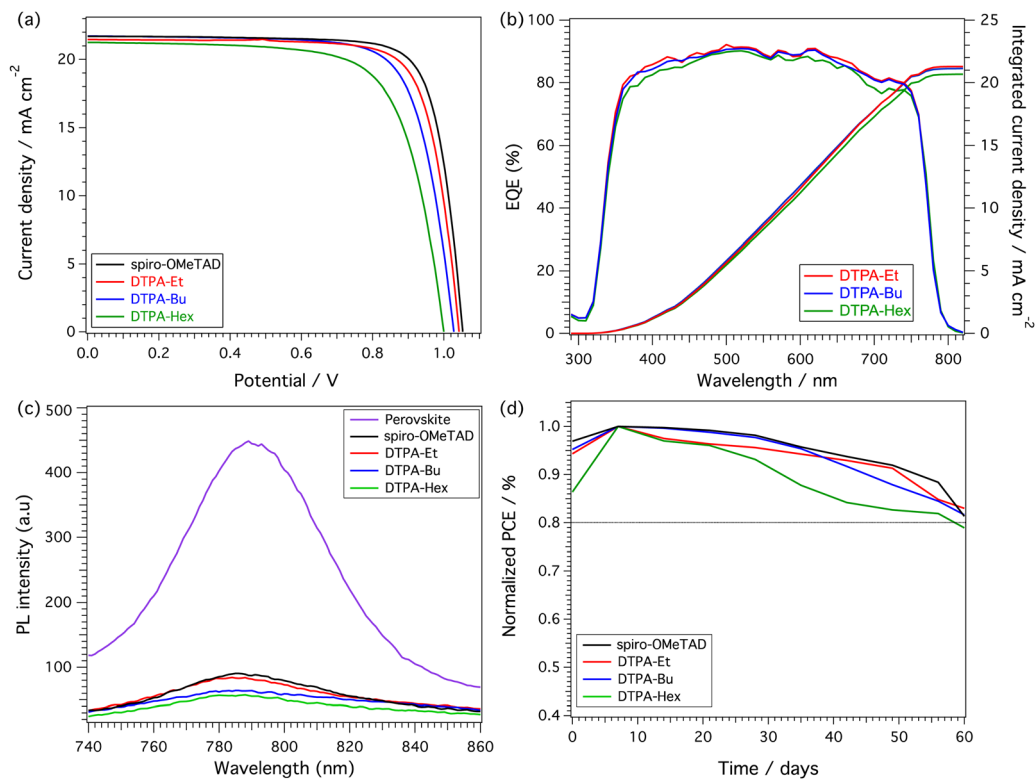 (a)
20
15
10
5
0
Current density / mA cm⁻²
spiro-OMeTAD
DTPA-Et
DTPA-Bu
DTPA-Hex
0.0 0.2 0.4 0.6 0.8 1.0
Potential / V
(b)
100
80
60
40
20
0
EQE (%)
25
20
15
10
5
0
Integrated current density / mA cm⁻²
DTPA-Et
DTPA-Bu
DTPA-Hex
300 400 500 600 700 800
Wavelength / nm
(c)
500
400
300
200
100
PL intensity (a.u)
Perovskite
spiro-OMeTAD
DTPA-Et
DTPA-Bu
DTPA-Hex
740 760 780 800 820 840 860
Wavelength (nm)
(d)
1.0
0.9
0.8
0.7
0.6
0.5
0.4
Normalized PCE / %
spiro-OMeTAD
DTPA-Et
DTPA-Bu
DTPA-Hex
0 10 20 30 40 50 60
Time / days